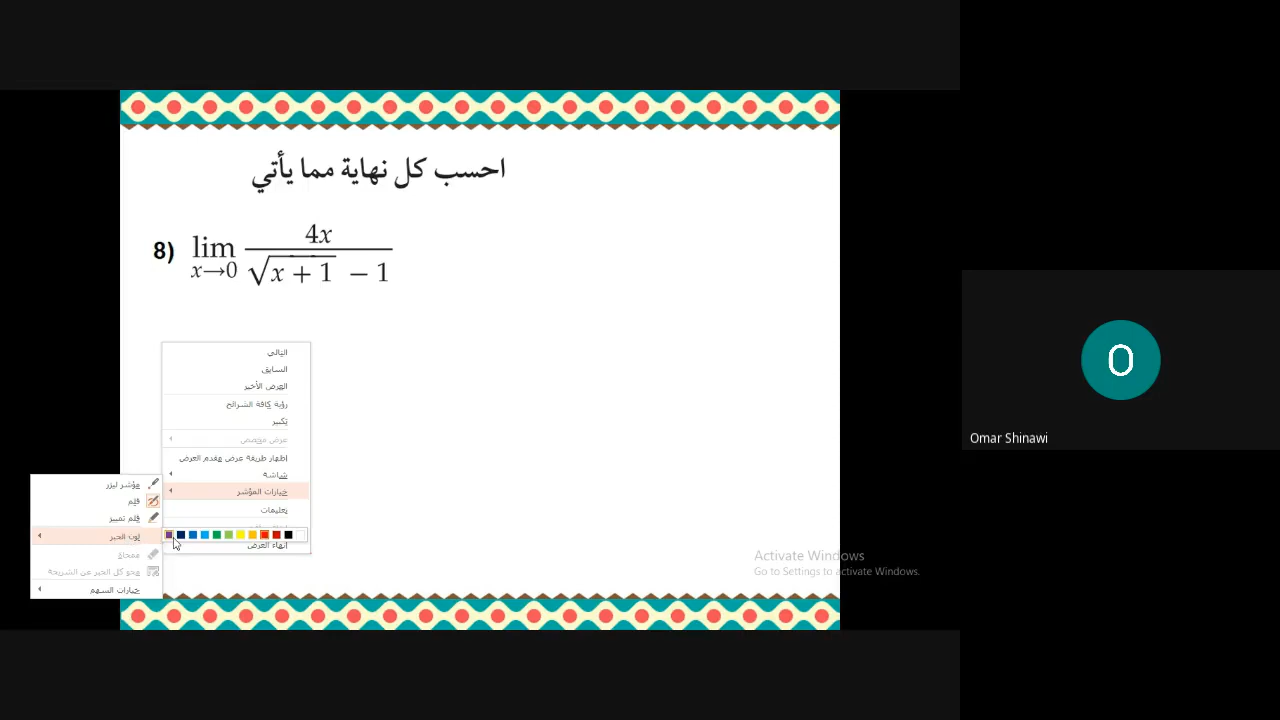 احسب كل نهاية مما يأتي
8) lim x→0 4x / √(x + 1) − 1
التالي
السابق
العرض الأخير
رؤية كافة الشرائح
تكبير
عرض مخصص
إظهار طريقة عرض مقدم العرض
شاشة
خيارات المؤشر
تعليمات
إنهاء العرض
مؤشر ليزر
قلم
قلم تمييز
لون الحبر
ممحاة
محو كل الحبر عن الشريحة
خيارات السهم
Activate Windows
Go to Settings to activate Windows.
O
Omar Shinawi